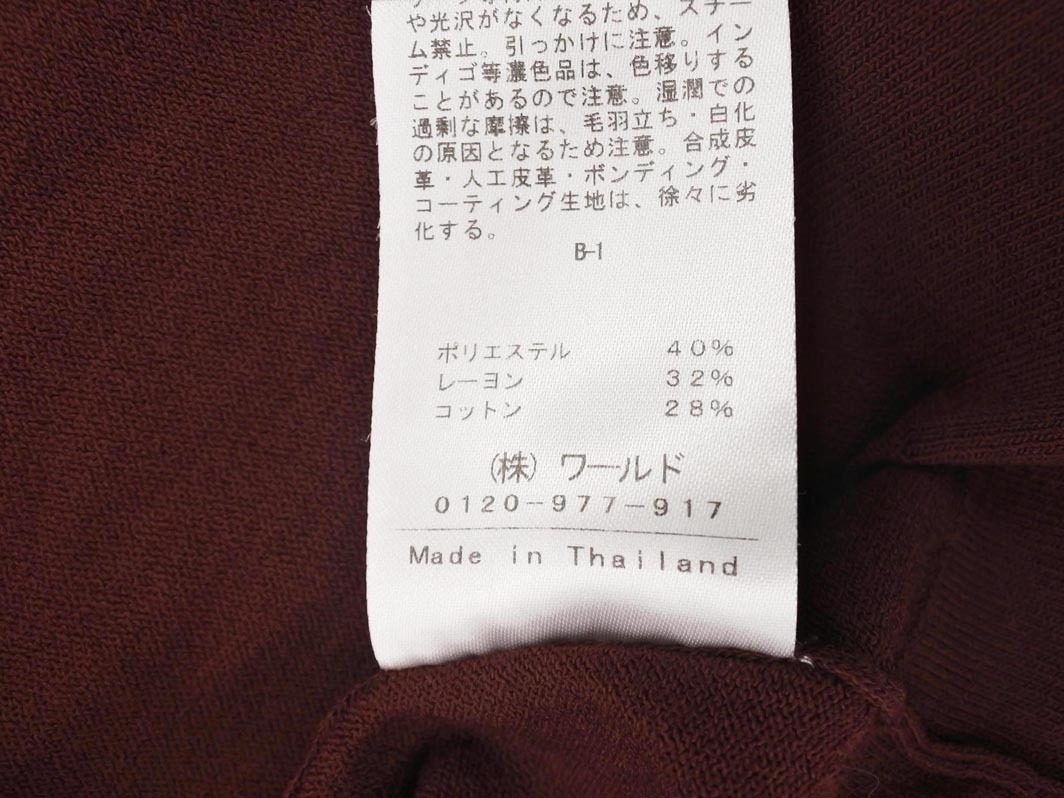 や光沢がなくなるため、スチー
ム禁止。引っかけに注意。イン
ディゴ等濃色品は、色移りする
ことがあるので注意。湿潤での
過剰な摩擦は、毛羽立ち・白化
の原因となるため注意。合成皮
革・人工皮革・ボンディング・
コーティング生地は、徐々に劣
化する。
B-1
ポリエステル 40%
レーヨン 32%
コットン 28%
(株)ワールド
0120-977-917
Made in Thailand